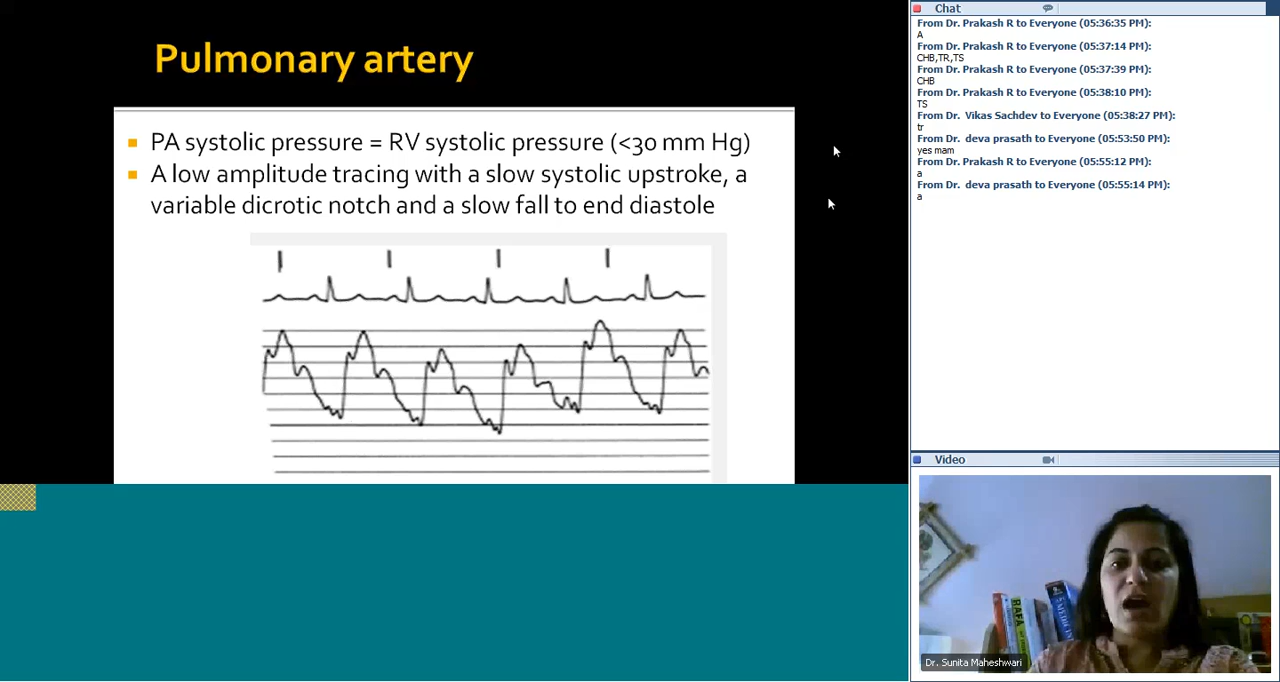 Pulmonary artery
PA systolic pressure = RV systolic pressure (<30 mm Hg)
A low amplitude tracing with a slow systolic upstroke, a
variable dicrotic notch and a slow fall to end diastole
Chat
From Dr. Prakash R to Everyone (05:36:35 PM):
A
From Dr. Prakash R to Everyone (05:37:14 PM):
CHB,TR,TS
From Dr. Prakash R to Everyone (05:37:39 PM):
CHB
From Dr. Prakash R to Everyone (05:38:10 PM):
TS
From Dr. Vikas Sachdev to Everyone (05:38:27 PM):
tr
From Dr. deva prasath to Everyone (05:53:50 PM):
yes mam
From Dr. Prakash R to Everyone (05:55:12 PM):
a
From Dr. deva prasath to Everyone (05:55:14 PM):
a
Video
RAFA
Dr. Sunita Maheshwari